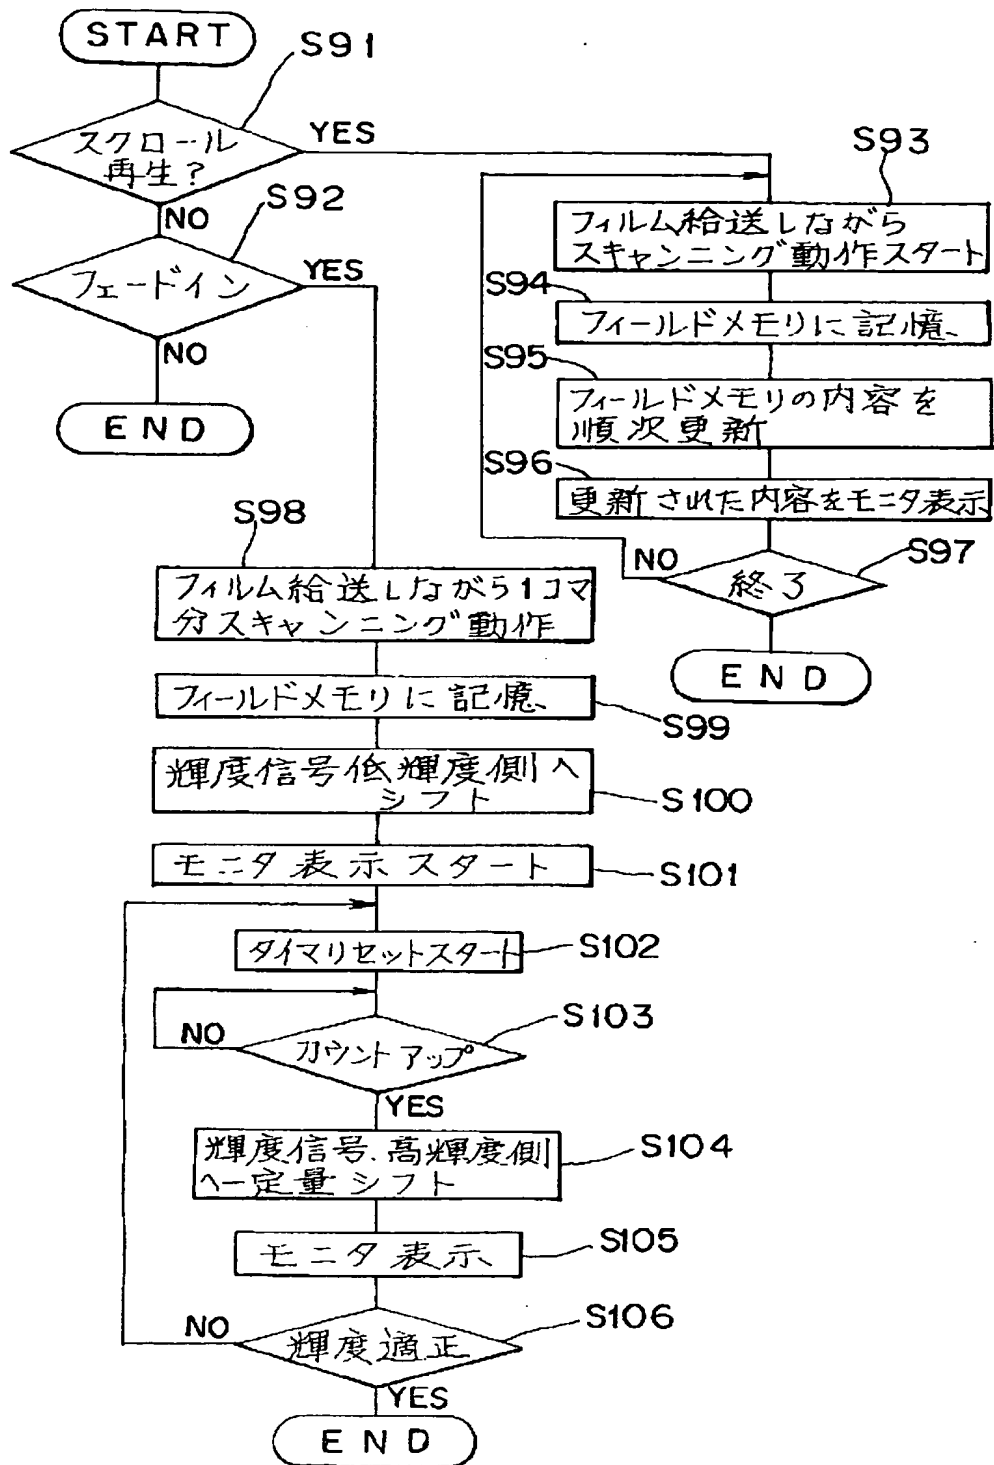 START
S91
スクロール
再生?
YES
NO
S92
フェードイン
YES
NO
END
S93
フィルム給送しながら
スキャンニング動作スタート
S94
フィールドメモリに記憶
S95
フィールドメモリの内容を
順次更新
S96
更新された内容をモニタ表示
S97
終了
NO
END
S98
フィルム給送しながら1コマ
分スキャンニング動作
フィールドメモリに記憶
S99
輝度信号低輝度側へ
シフト
S100
モニタ表示スタート
S101
タイマリセットスタート
S102
S103
カウントアップ
NO
YES
輝度信号、高輝度側
へ一定量シフト
S104
モニタ表示
S105
輝度適正
S106
NO
YES
END